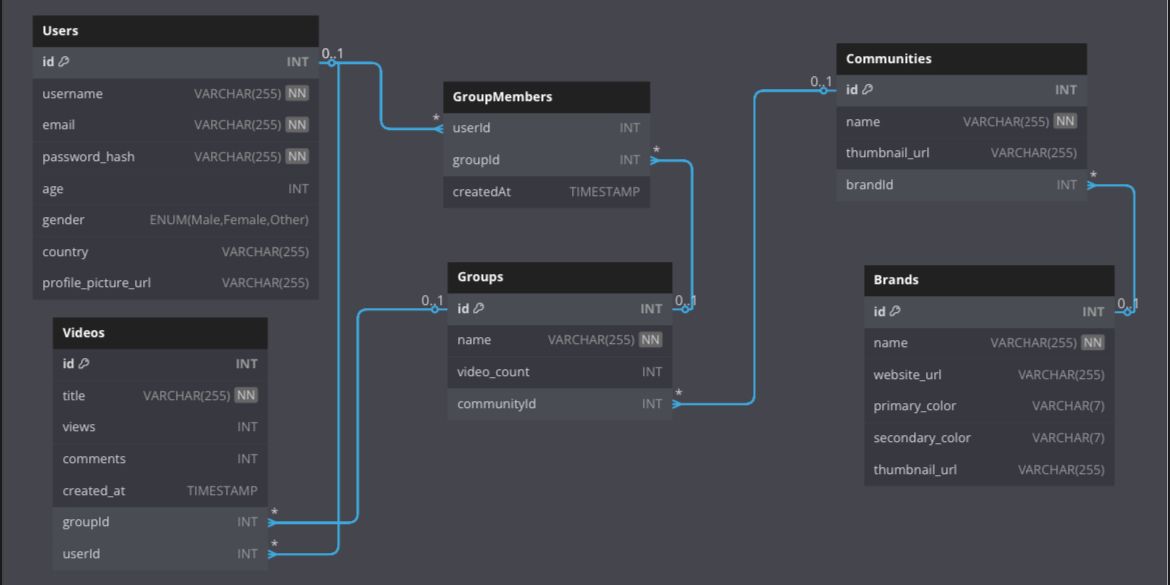 Users
id INT
username VARCHAR(255) NN
email VARCHAR(255) NN
password_hash VARCHAR(255) NN
age INT
gender ENUM(Male,Female,Other)
country VARCHAR(255)
profile_picture_url VARCHAR(255)
0..1
Videos
id INT
title VARCHAR(255) NN
views INT
comments INT
created_at TIMESTAMP
groupId INT *
userId INT *
GroupMembers
* userId INT
groupId INT *
createdAt TIMESTAMP
Groups
0..1 id INT 0..1
name VARCHAR(255) NN
video_count INT
communityId INT *
Communities
0..1 id INT
name VARCHAR(255) NN
thumbnail_url VARCHAR(255)
brandId INT *
Brands
id INT 0..1
name VARCHAR(255) NN
website_url VARCHAR(255)
primary_color VARCHAR(7)
secondary_color VARCHAR(7)
thumbnail_url VARCHAR(255)